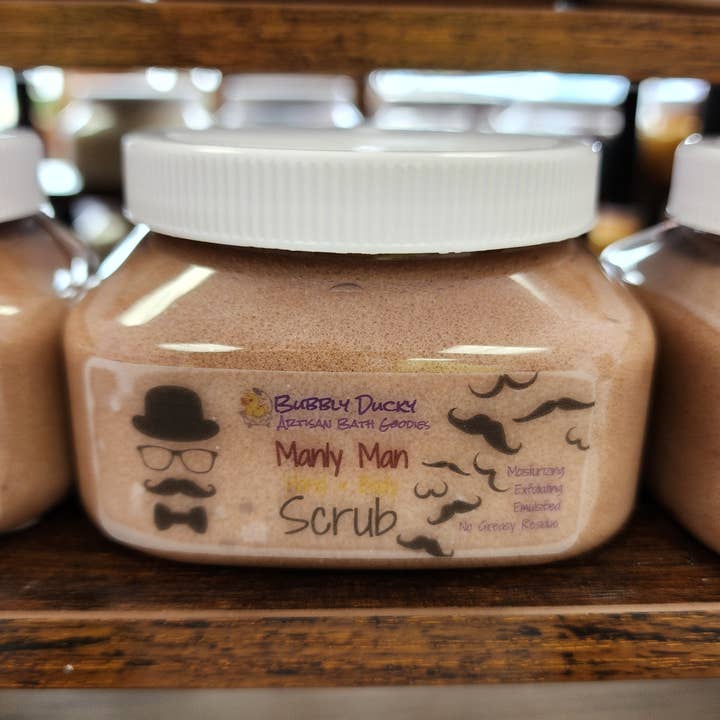 Bubbly Ducky
Artisan Bath Goodies
Manly Man
Hand & Body
Scrub
Moisturizing
Exfoliating
Emulsified
No Greasy Residue